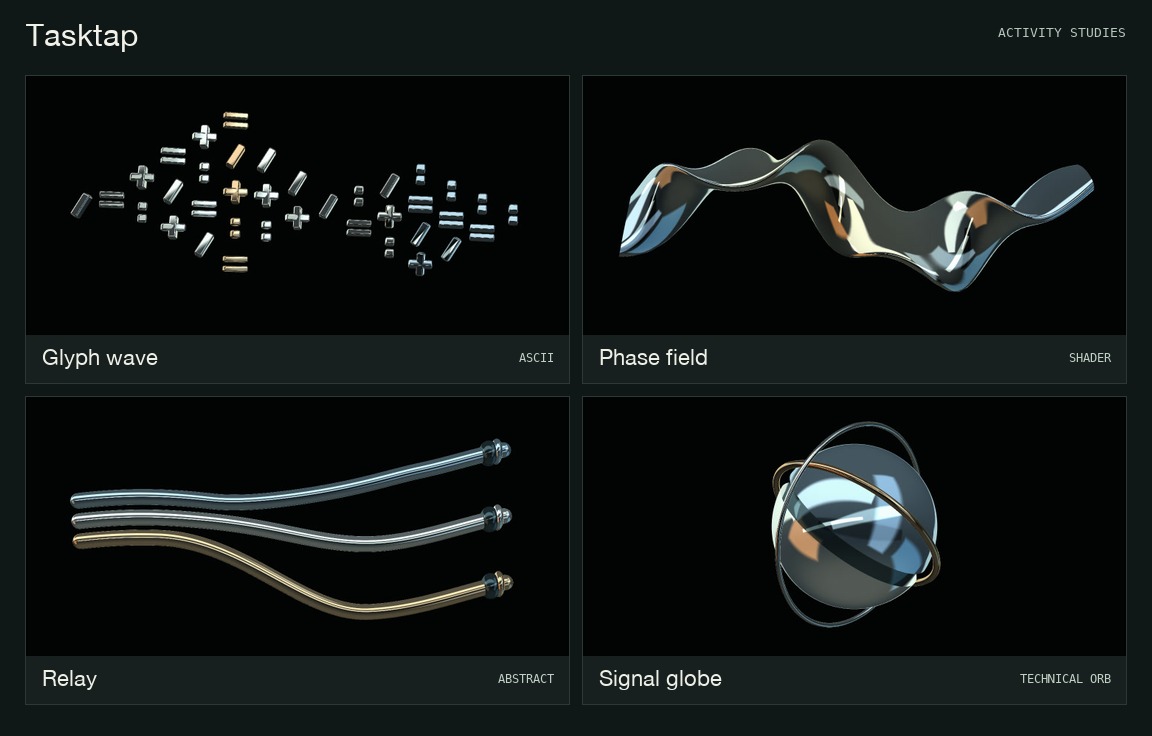 Tasktap
ACTIVITY STUDIES
Glyph wave
ASCII
Phase field
SHADER
Relay
ABSTRACT
Signal globe
TECHNICAL ORB